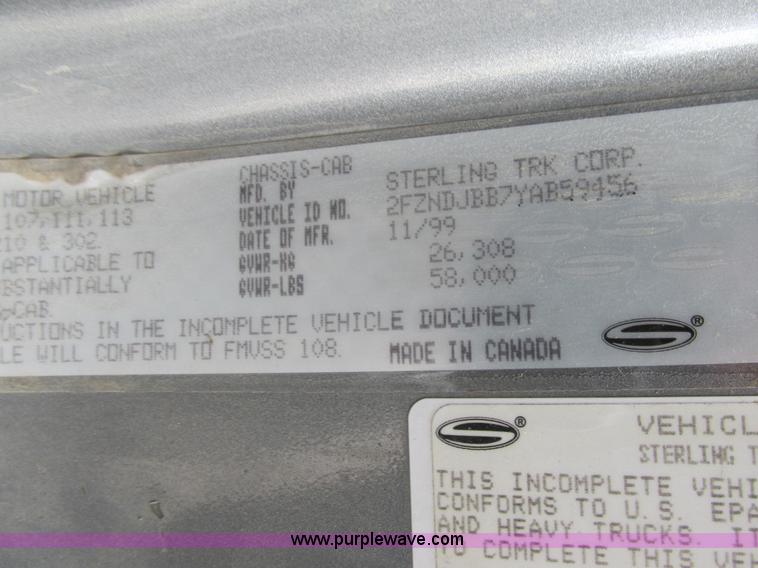 CHASSIS-CAB
MOTOR VEHICLE MFD. BY STERLING TRK CORP.
107,111,113 VEHICLE ID NO. 2FZNDJBB7YAB59456
210 & 302 DATE OF MFR. 11/99
APPLICABLE TO GVWR-KG 26,308
BSTANTIALLY GVWR-LBS 58,000
CAB
UCTIONS IN THE INCOMPLETE VEHICLE DOCUMENT
LE WILL CONFORM TO FMVSS 108. MADE IN CANADA
S®
S® VEHICL
STERLING T
THIS INCOMPLETE VEHI
CONFORMS TO U.S. EPA
AND HEAVY TRUCKS. IT
TO COMPLETE THIS VEH
www.purplewave.com